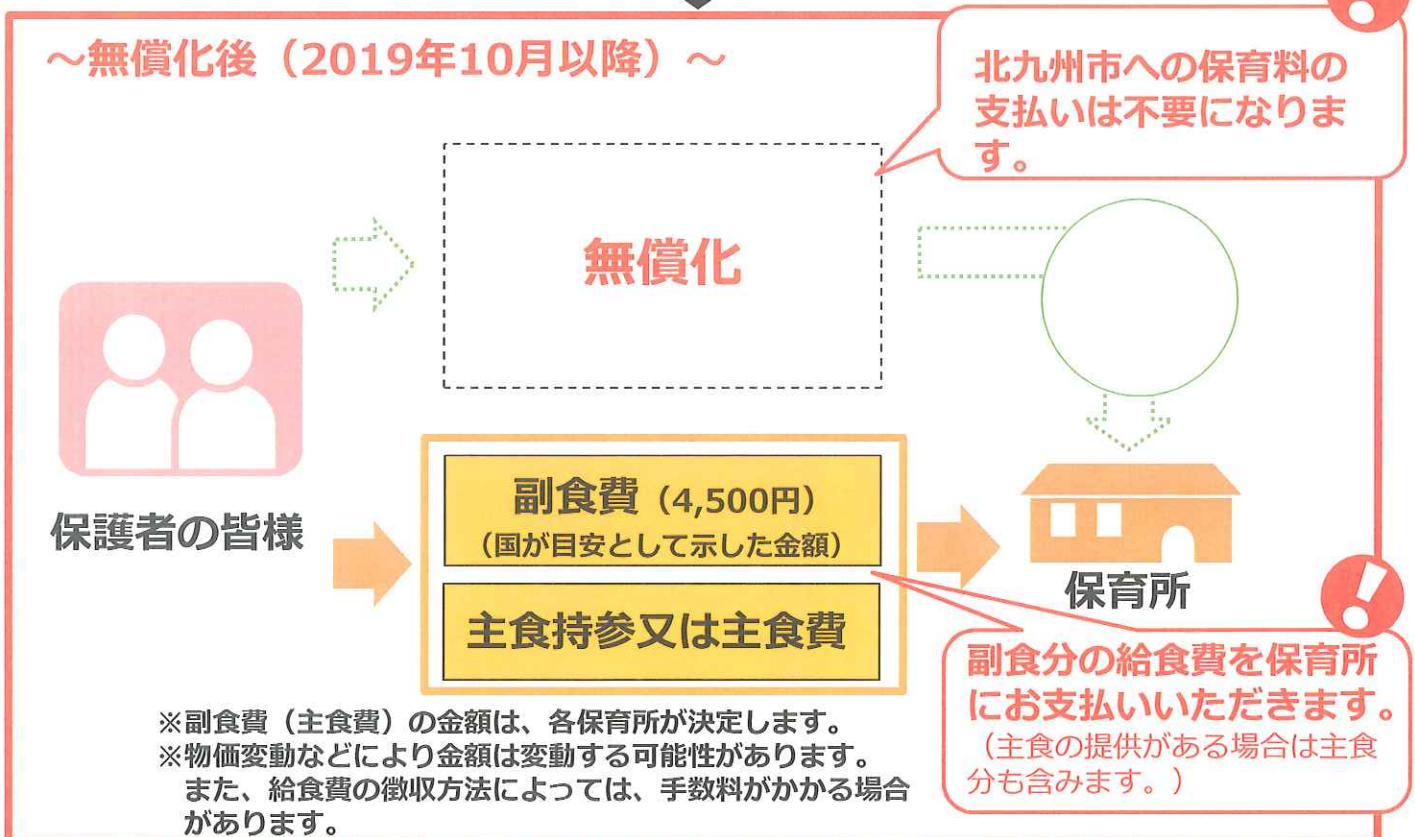 ～無償化後（2019年10月以降）～
北九州市への保育料の
支払いは不要になりま
す。
無償化
保護者の皆様
副食費（4,500円）
（国が目安として示した金額）
主食持参又は主食費
保育所
副食分の給食費を保育所
にお支払いいただきます。
（主食の提供がある場合は主食
分も含みます。）
※副食費（主食費）の金額は、各保育所が決定します。
※物価変動などにより金額は変動する可能性があります。
また、給食費の徴収方法によっては、手数料がかかる場合
があります。